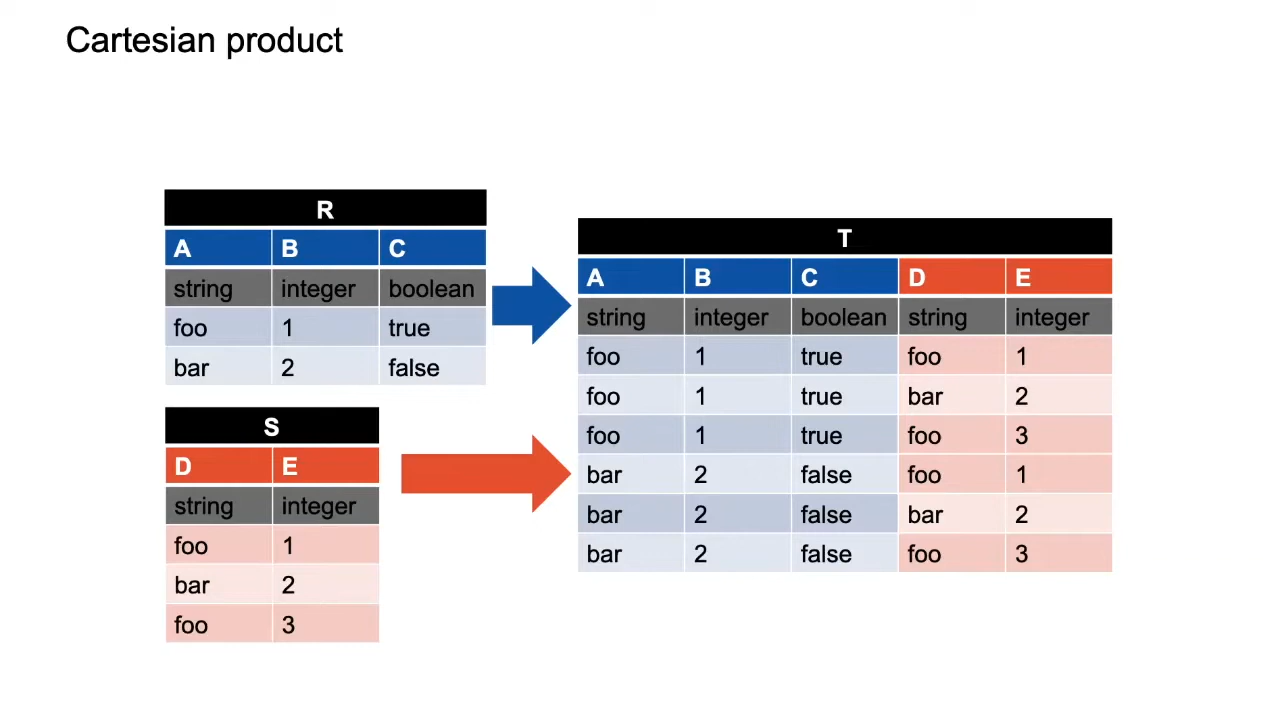 Cartesian product
R
A B C
string integer boolean
foo 1 true
bar 2 false
S
D E
string integer
foo 1
bar 2
foo 3
T
A B C D E
string integer boolean string integer
foo 1 true foo 1
foo 1 true bar 2
foo 1 true foo 3
bar 2 false foo 1
bar 2 false bar 2
bar 2 false foo 3